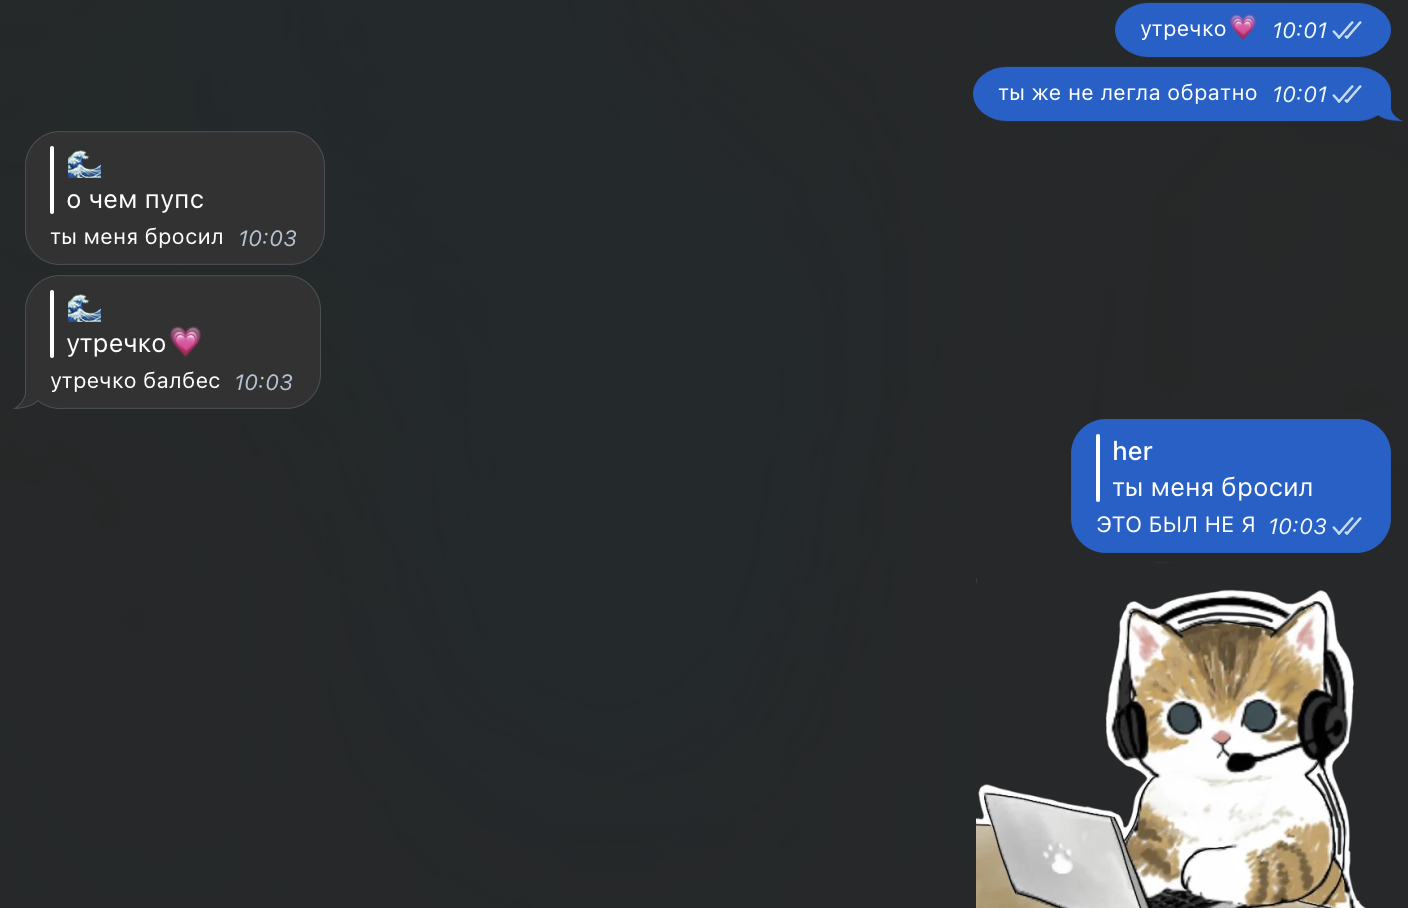 утречко💗 10:01
ты же не легла обратно 10:01
🌊
о чем пупс
ты меня бросил 10:03
🌊
утречко💗
утречко балбес 10:03
her
ты меня бросил
ЭТО БЫЛ НЕ Я 10:03